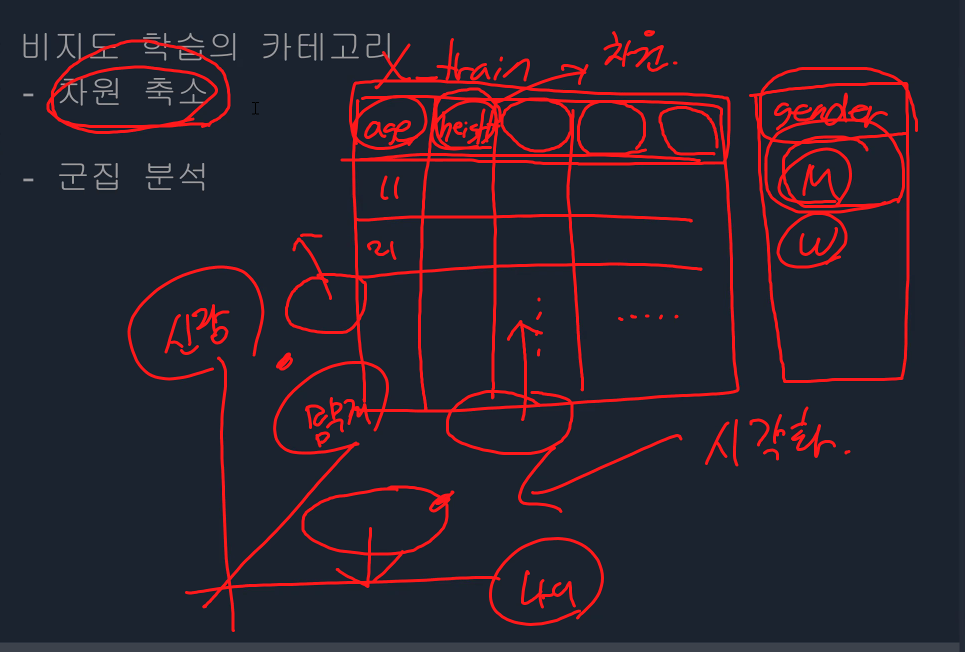 비지도 학습의 카테고리
- 차원 축소
- 군집 분석
X_train
차원.
age height
11
21
gender
M
W
신장
몸무게
나이
시각화.